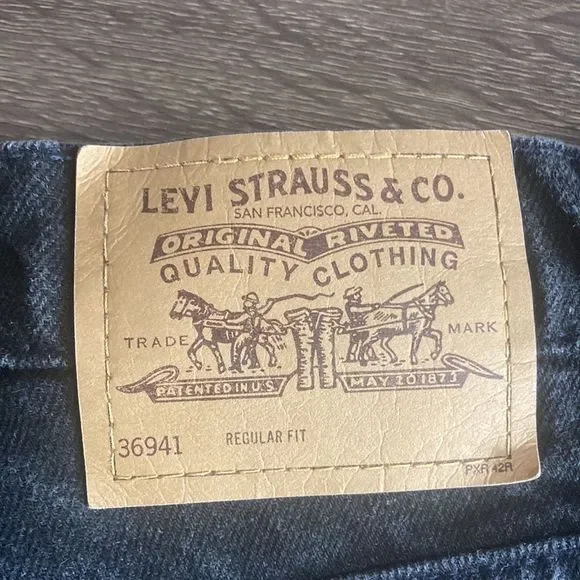 LEVI STRAUSS & CO.
SAN FRANCISCO, CAL.
ORIGINAL RIVETED
QUALITY CLOTHING
TRADE MARK
PATENTED IN U.S. MAY 20 1873
36941 REGULAR FIT
PXR 42R